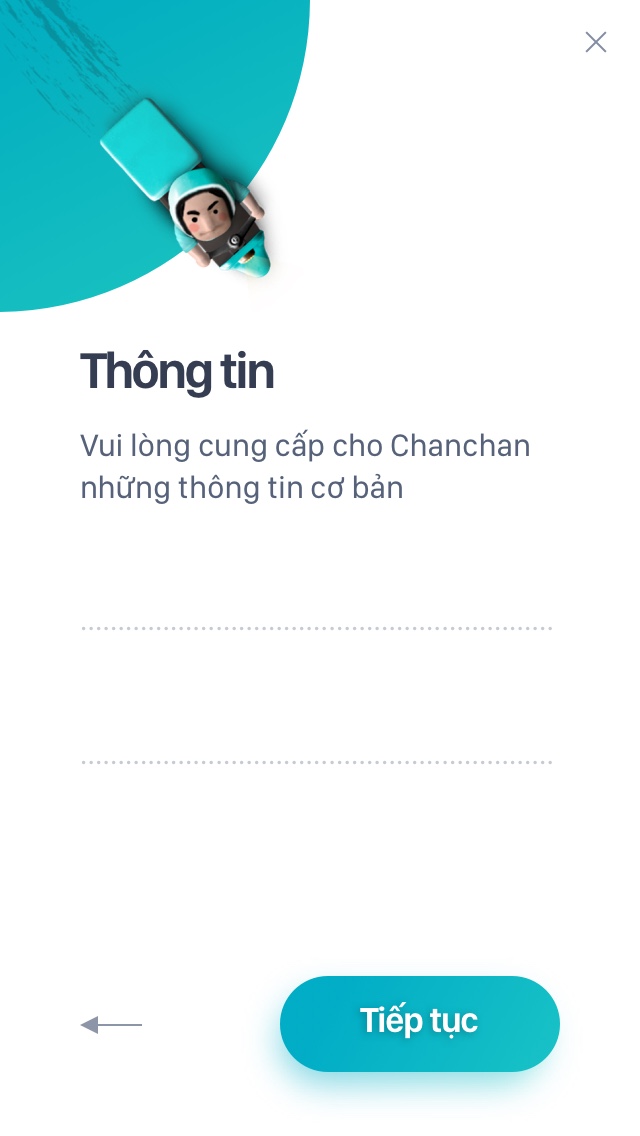 Thông tin
Vui lòng cung cấp cho Chanchan
những thông tin cơ bản
Tiếp tục